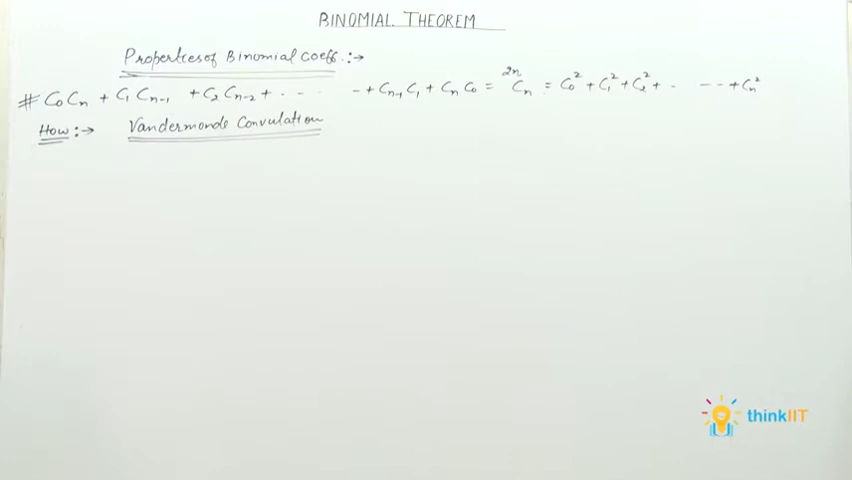 BINOMIAL THEOREM
Properties of Binomial coeff. :→
# C₀Cₙ + C₁Cₙ₋₁ + C₂Cₙ₋₂ + . - - . - + Cₙ₋₁C₁ + CₙC₀ = ²ⁿCₙ = C₀² + C₁² + C₂² + . - - - + Cₙ²
How :→ Vandermonde Convulation
thinkIIT